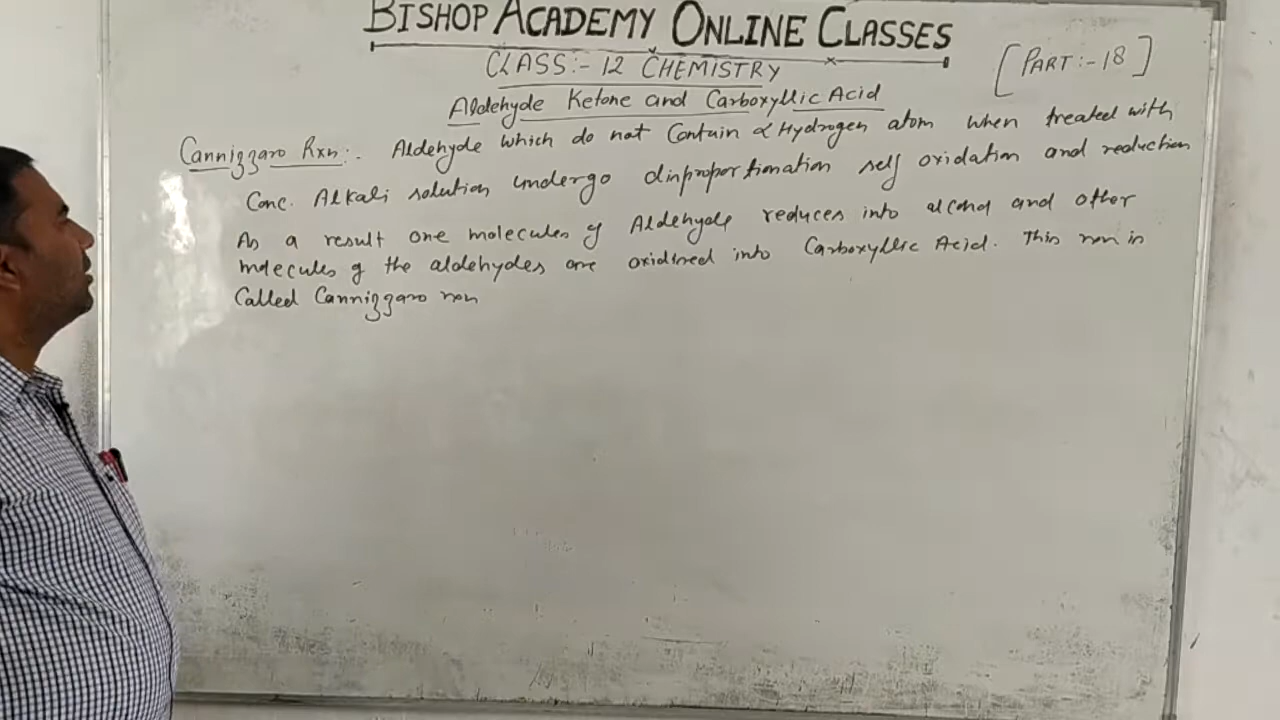 BISHOP ACADEMY ONLINE CLASSES
CLASS:- 12 CHEMISTRY
[PART:-18]
Aldehyde Ketone and Carboxyllic Acid
Cannizzaro Rxn:. Aldehyde which do not Contain α Hydrogen atom when treated with
Conc. Alkali solution undergo disproportionation self oxidation and reduction
As a result one molecules of Aldehyde reduces into alcohol and other
molecules of the aldehydes are oxidised into Carboxyllic Acid. This rxn is
Called Cannizzaro rxn